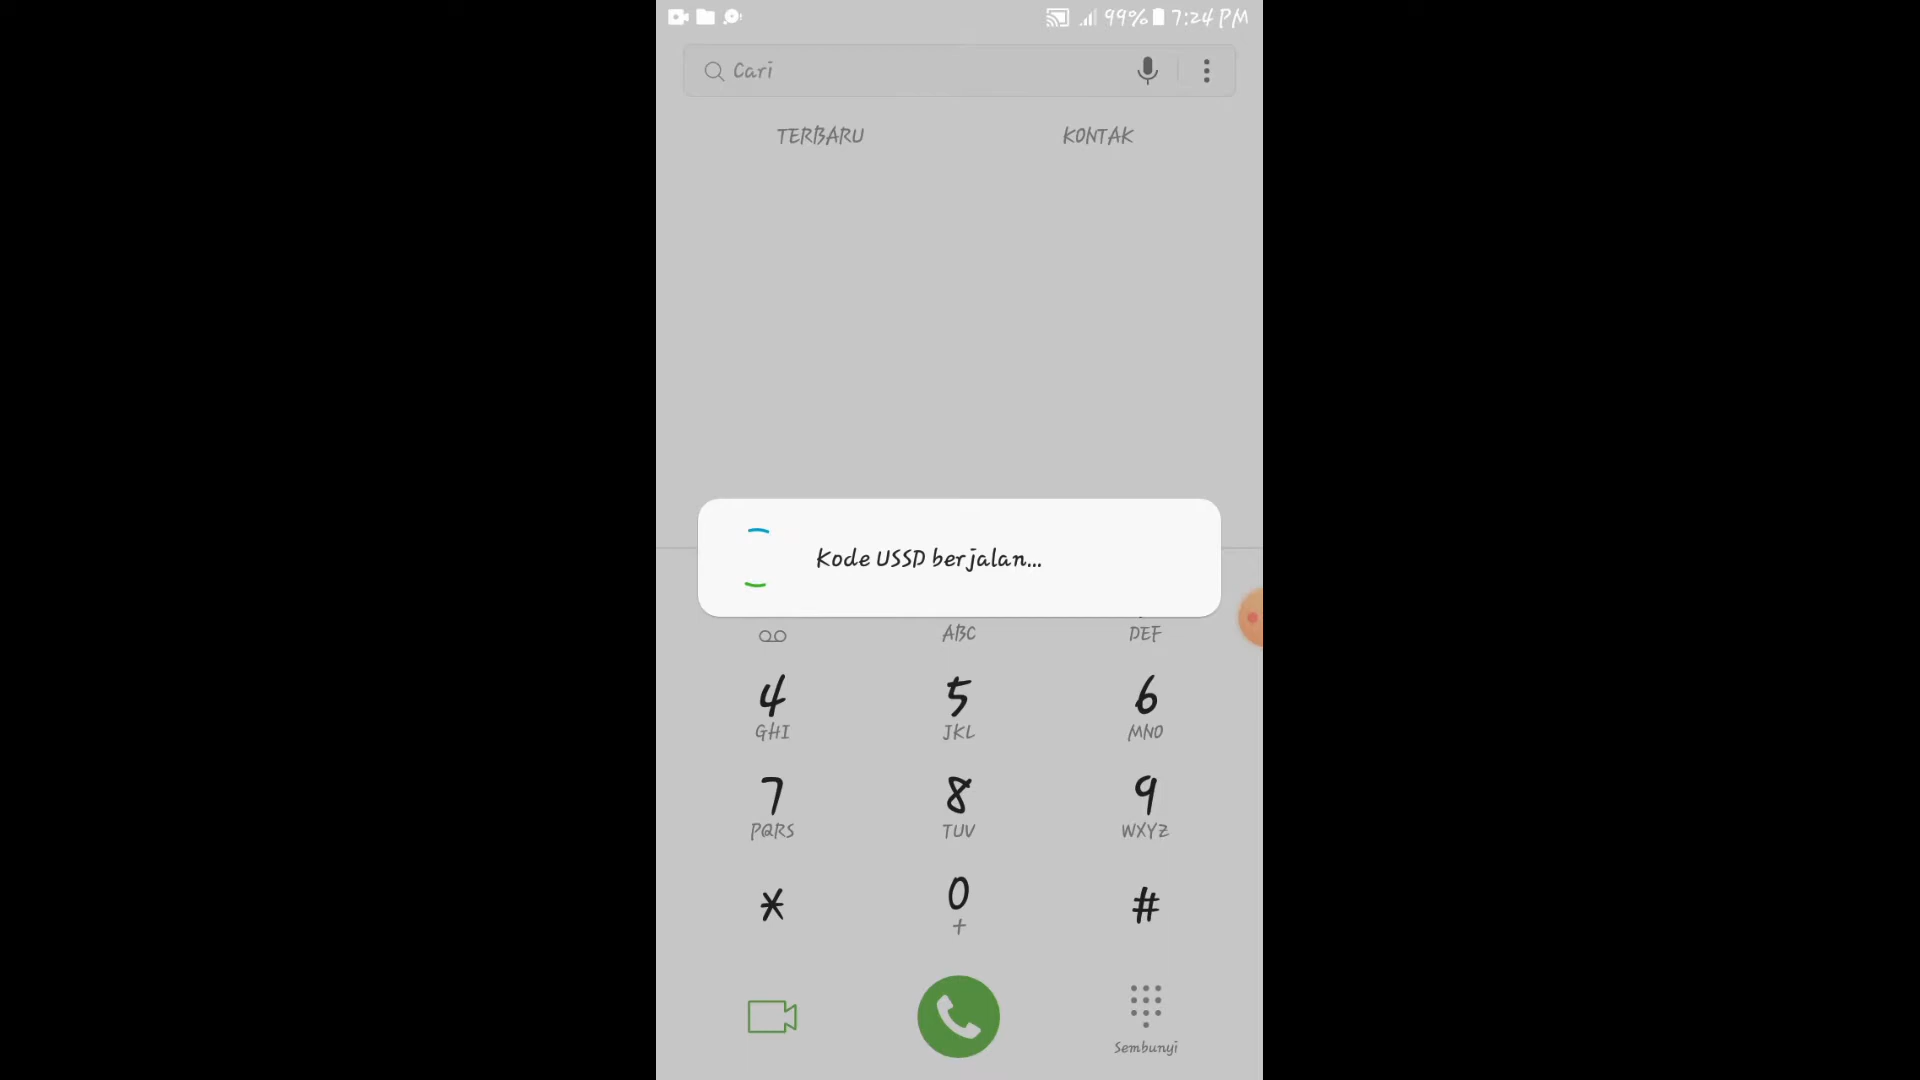 99% 7:24 PM
Cari
TERBARU KONTAK
Kode USSD berjalan...
ABC DEF
4 5 6
GHI JKL MNO
7 8 9
PQRS TUV WXYZ
* 0 #
+
Sembunyi